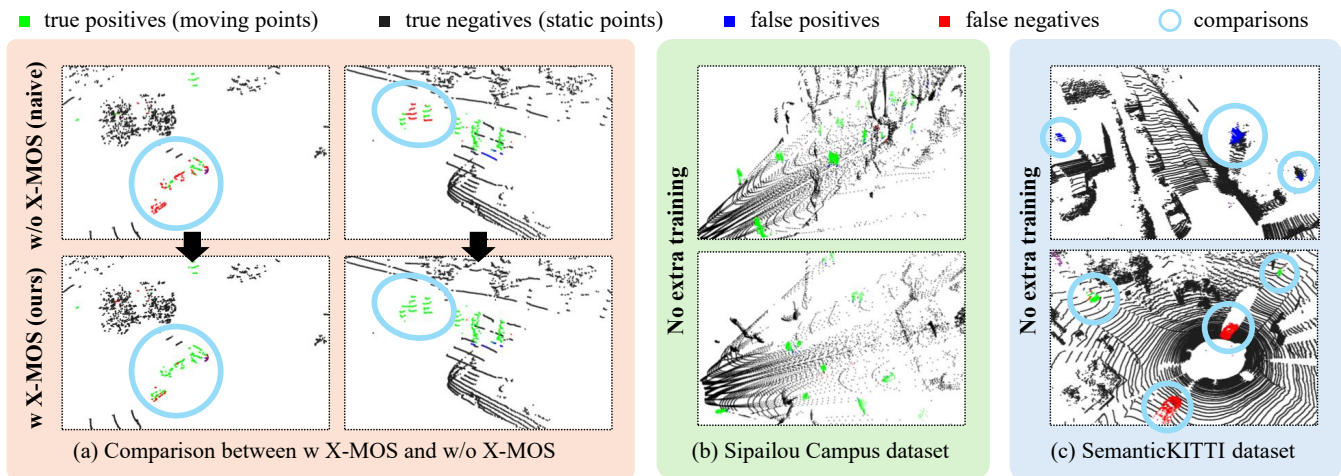 true positives (moving points) true negatives (static points) false positives false negatives comparisons
w/o X-MOS (naive)
w X-MOS (ours)
(a) Comparison between w X-MOS and w/o X-MOS
No extra training
(b) Sipailou Campus dataset
No extra training
(c) SemanticKITTI dataset